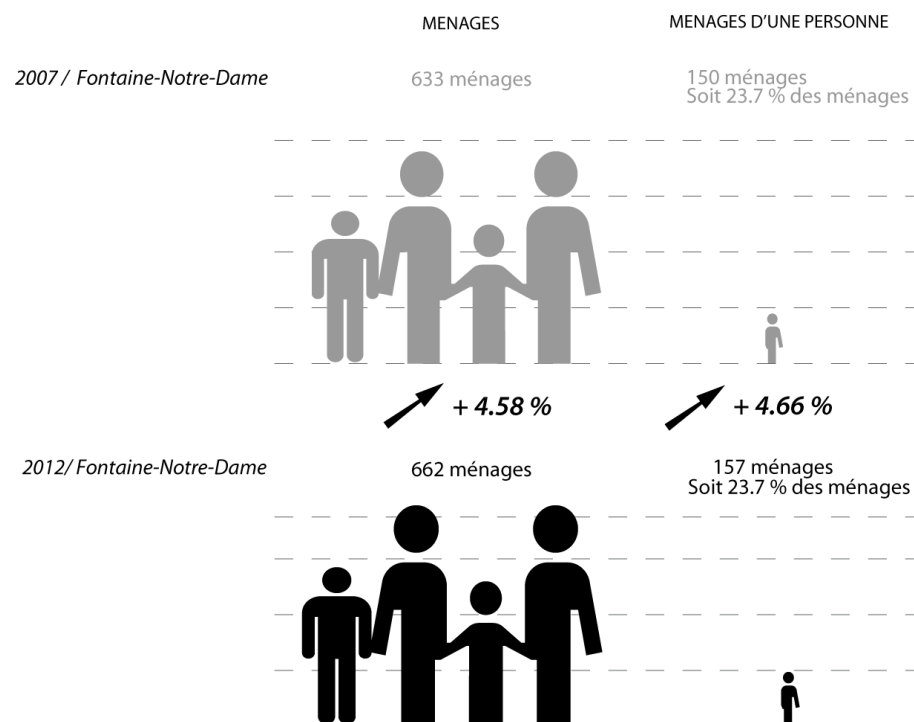 MENAGES
MENAGES D'UNE PERSONNE
2007 / Fontaine-Notre-Dame
633 ménages
150 ménages
Soit 23.7 % des ménages
+ 4.58 %
+ 4.66 %
2012/ Fontaine-Notre-Dame
662 ménages
157 ménages
Soit 23.7 % des ménages